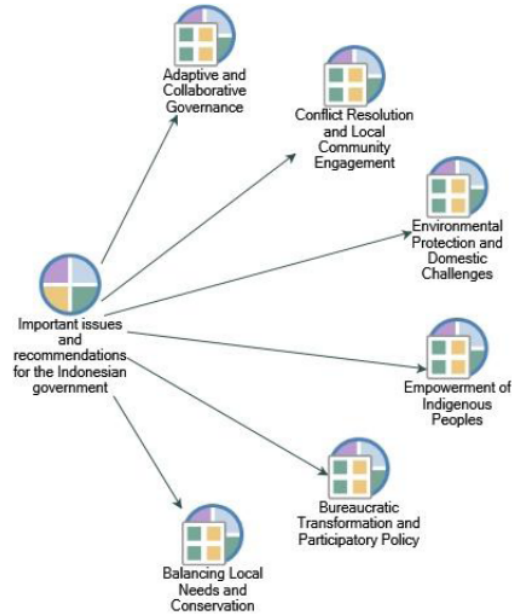 Adaptive and
Collaborative
Governance
Conflict Resolution
and Local
Community
Engagement
Environmental
Protection and
Domestic
Challenges
Important issues
and
recommendations
for the Indonesian
government
Empowerment of
Indigenous
Peoples
Bureaucratic
Transformation and
Participatory Policy
Balancing Local
Needs and
Conservation